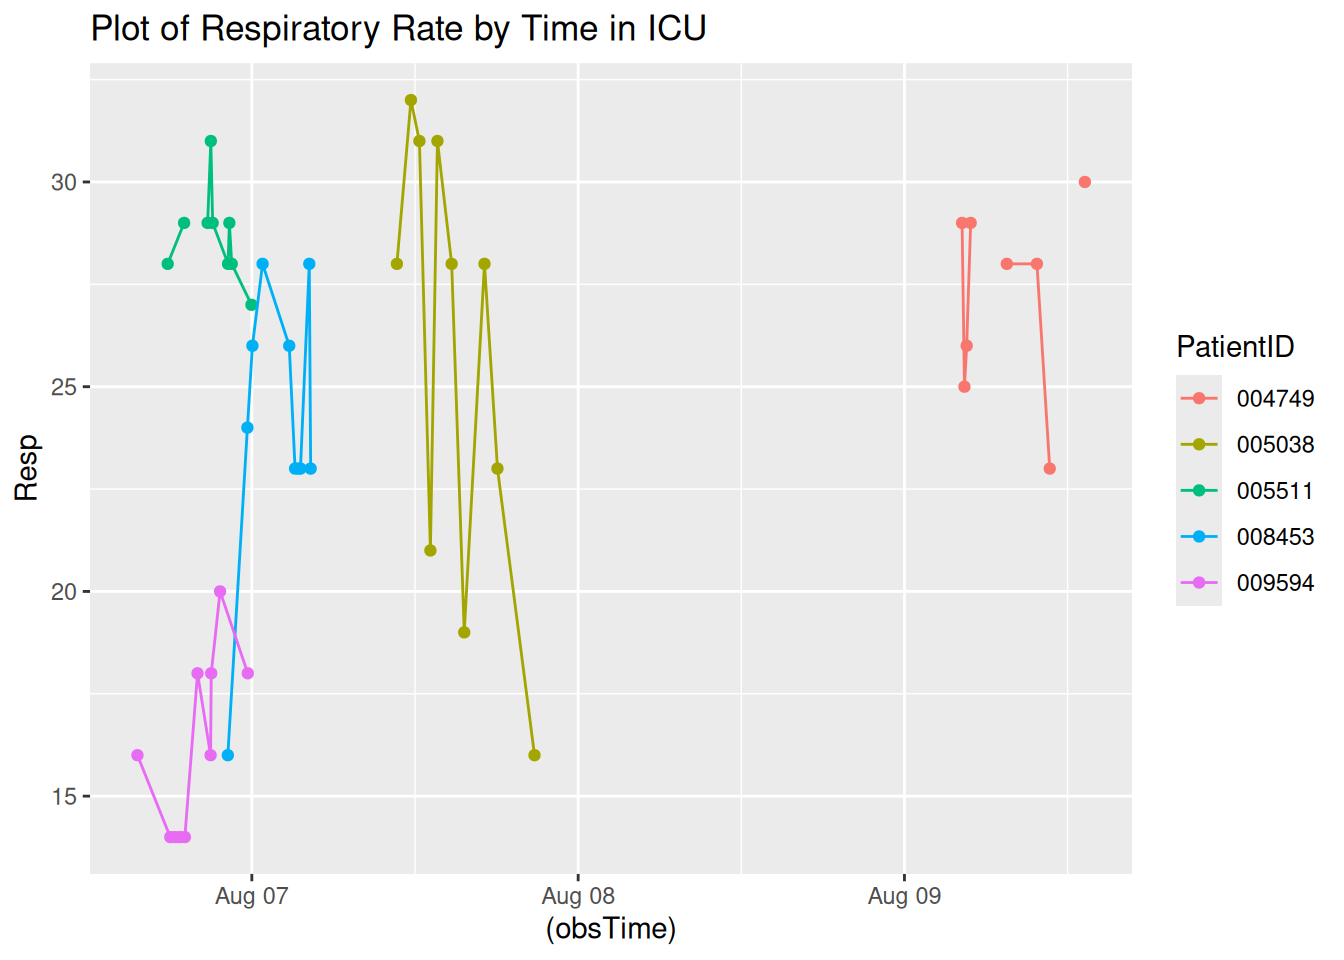 Plot of Respiratory Rate by Time in ICU
Resp
30
25
20
15
Aug 07
Aug 08
Aug 09
(obsTime)
PatientID
004749
005038
005511
008453
009594